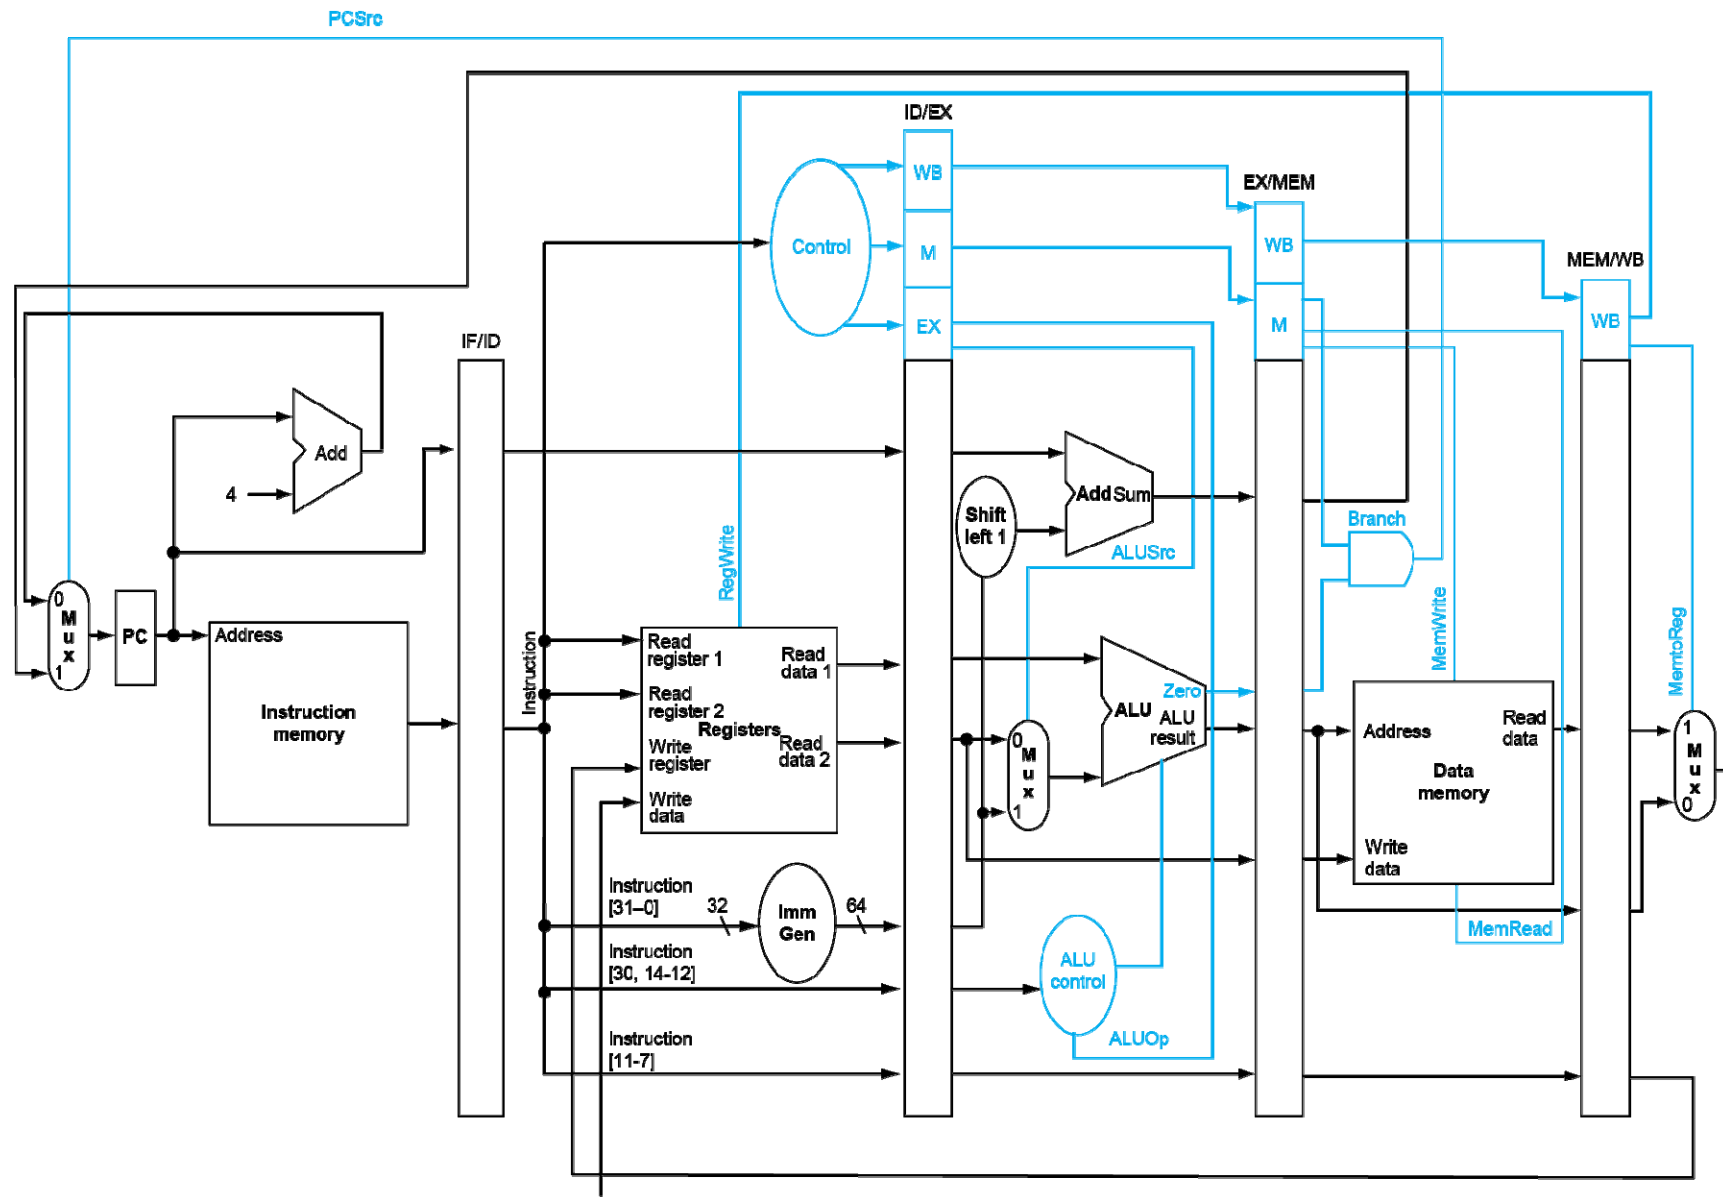 PCSrc
ID/EX
WB
EX/MEM
Control
M
WB
MEM/WB
EX
M
WB
IF/ID
Add
4
Add Sum
Shift
left 1
Branch
ALUSrc
RegWrite
MemWrite
MemtoReg
0
M
u
x
1
PC
Address
Instruction
memory
Instruction
Read
register 1
Read
data 1
Read
register 2
Registers
Write
register
Read
data 2
Write
data
Zero
ALU
ALU
result
0
M
u
x
1
Address
Read
data
Data
memory
Write
data
1
M
u
x
0
Instruction
[31–0]
32
Imm
Gen
64
MemRead
Instruction
[30, 14-12]
ALU
control
Instruction
[11-7]
ALUOp